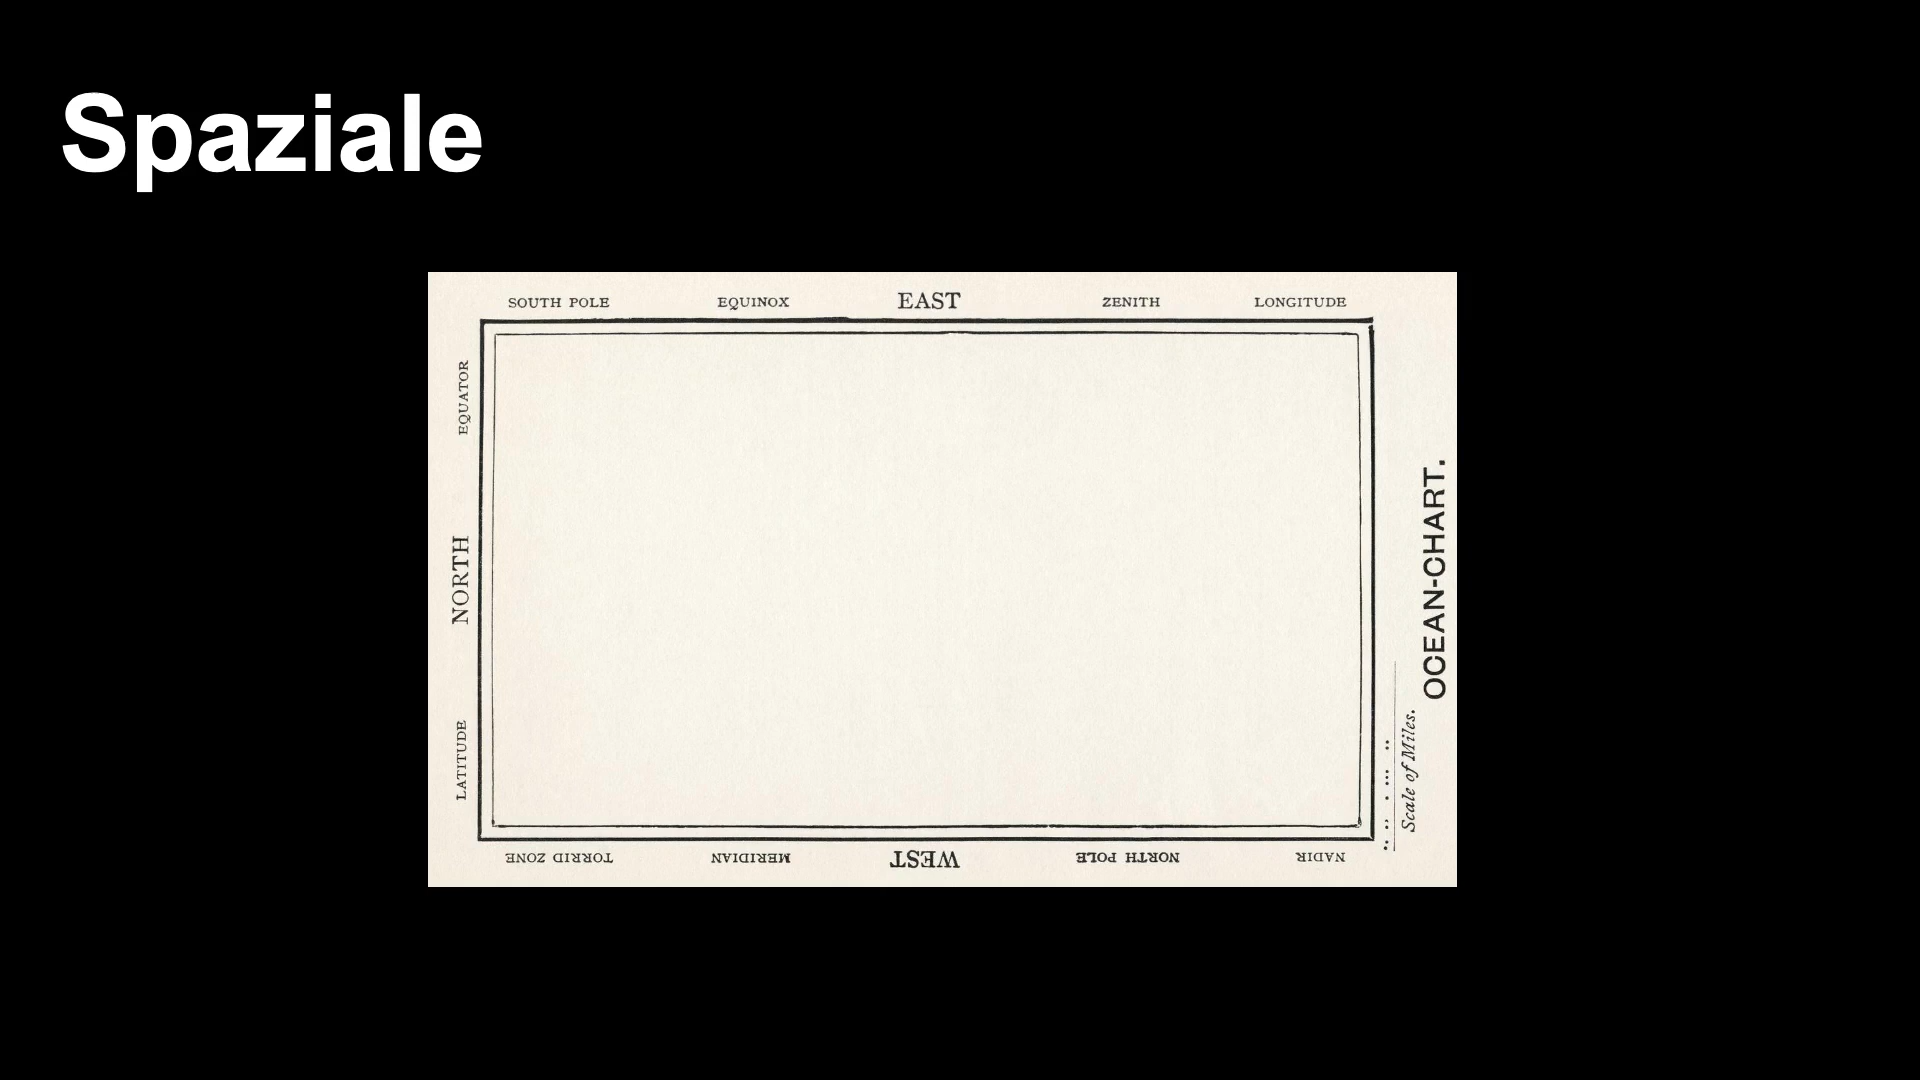 Spaziale
SOUTH POLE EQUINOX EAST ZENITH LONGITUDE
EQUATOR
NORTH
LATITUDE
OCEAN-CHART.
Scale of Miles.
TORRID ZONE MERIDIAN WEST NORTH POLE NADIR